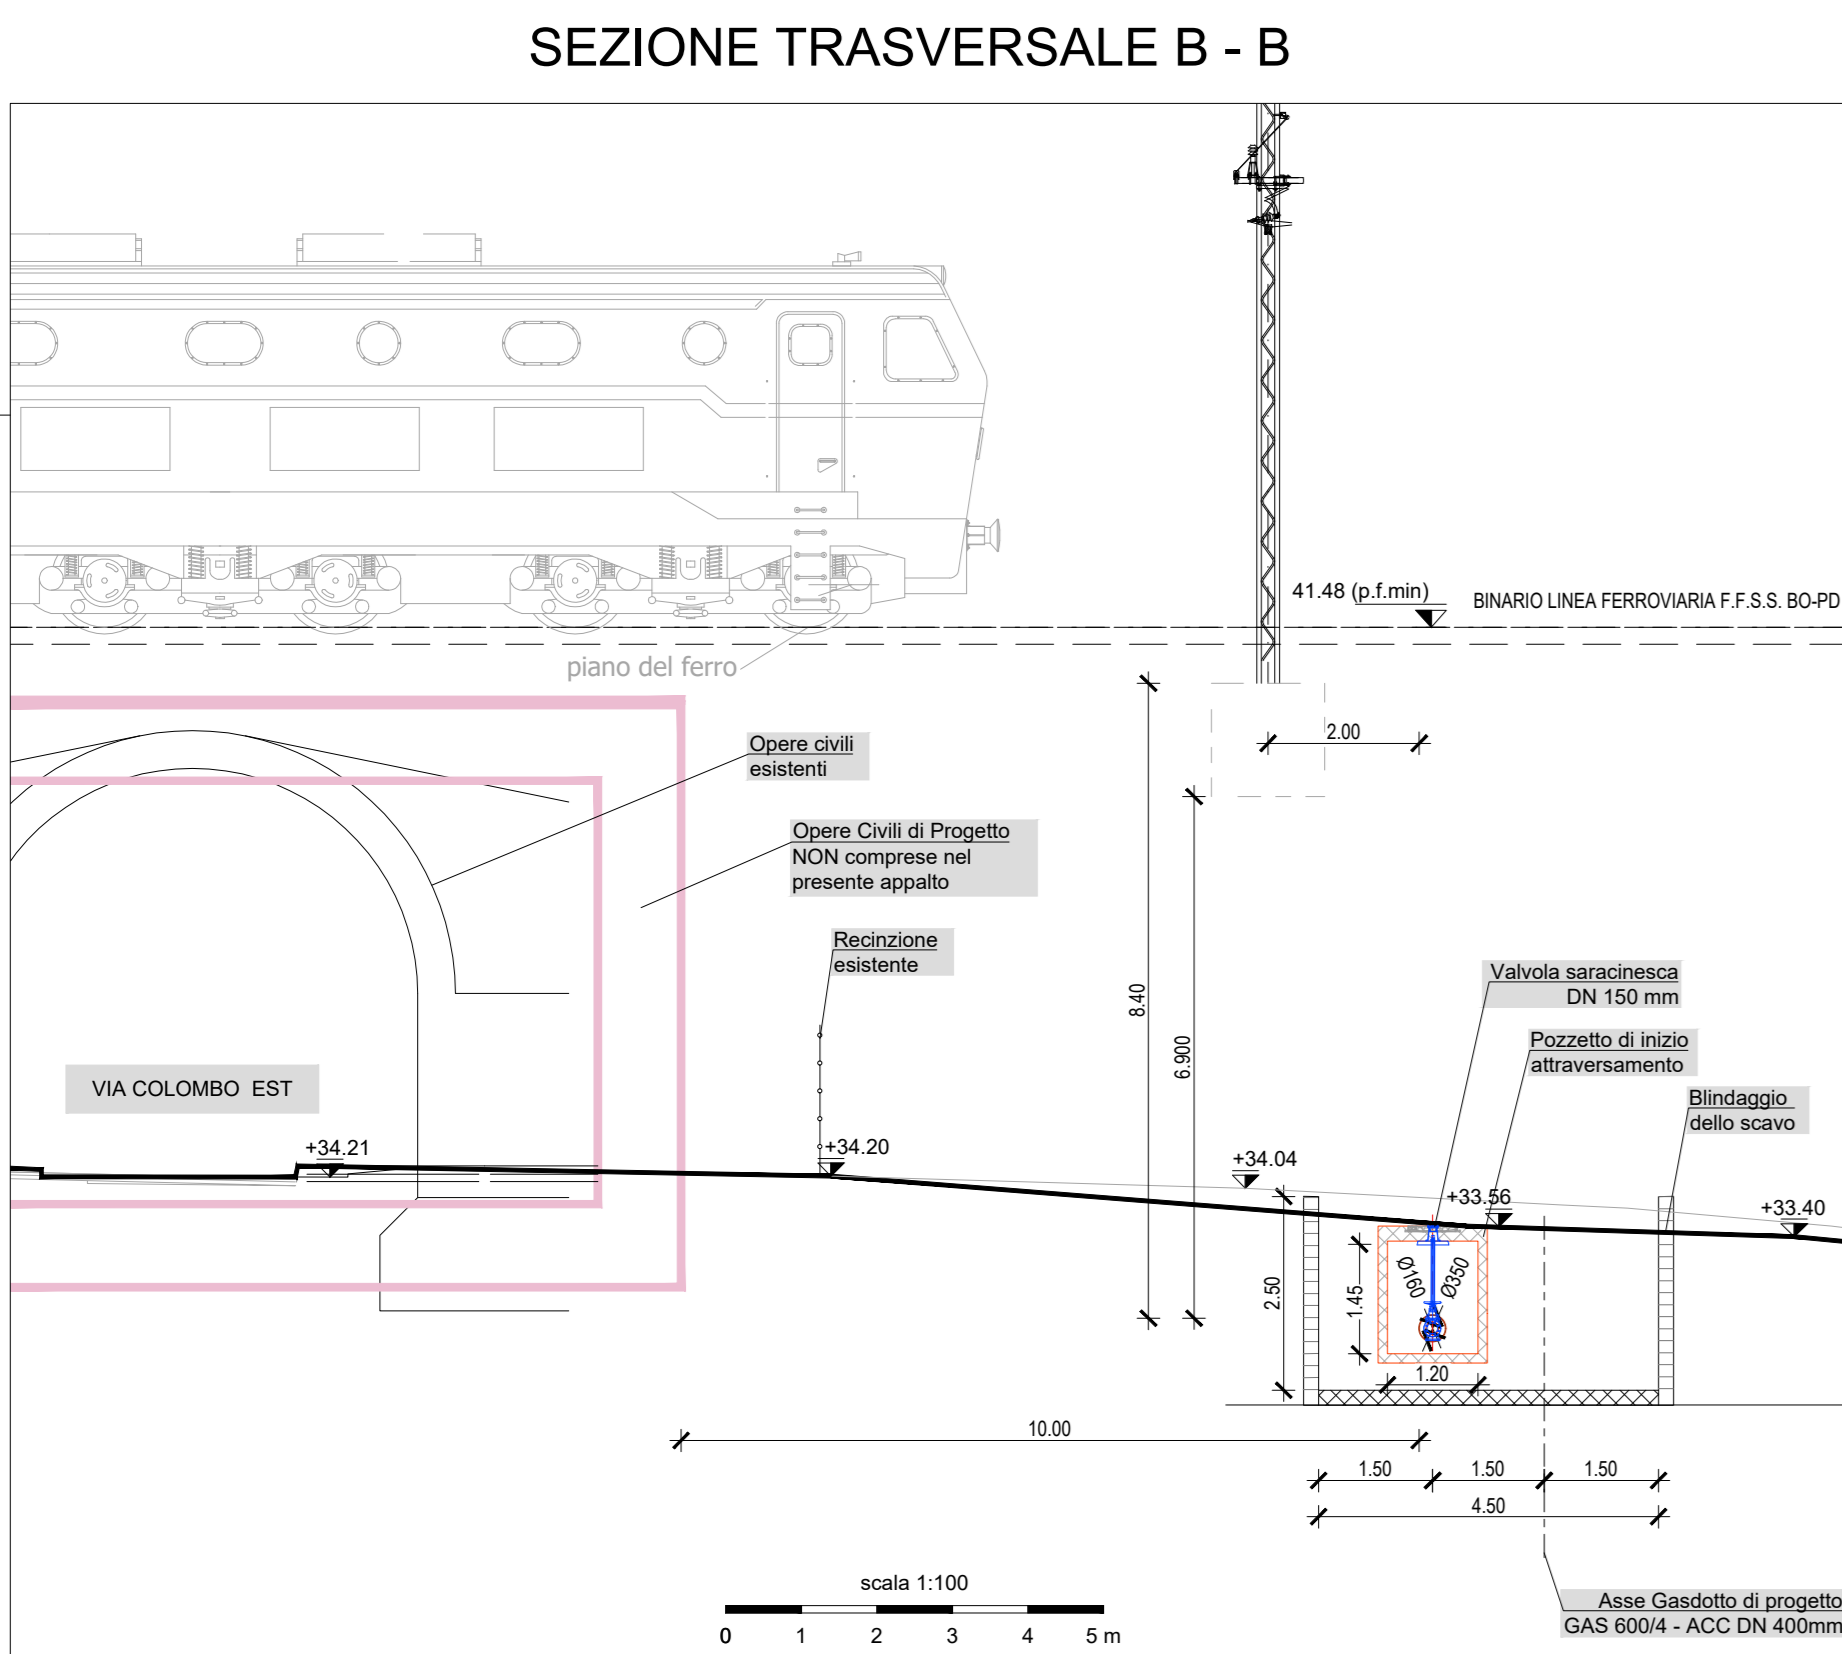 SEZIONE TRASVERSALE B - B
41.48 (p.f.min)
BINARIO LINEA FERROVIARIA F.F.S.S. BO-PD
piano del ferro
2.00
Opere civili
esistenti
Opere Civili di Progetto
NON comprese nel
presente appalto
Recinzione
esistente
8.40
6.900
Valvola saracinesca
DN 150 mm
Pozzetto di inizio
attraversamento
Blindaggio
dello scavo
VIA COLOMBO EST
+34.21
+34.20
+34.04
+33.56
+33.40
2.50
1.45
Ø160
Ø350
1.20
10.00
1.50
1.50
1.50
4.50
scala 1:100
0 1 2 3 4 5 m
Asse Gasdotto di progetto
GAS 600/4 - ACC DN 400mm